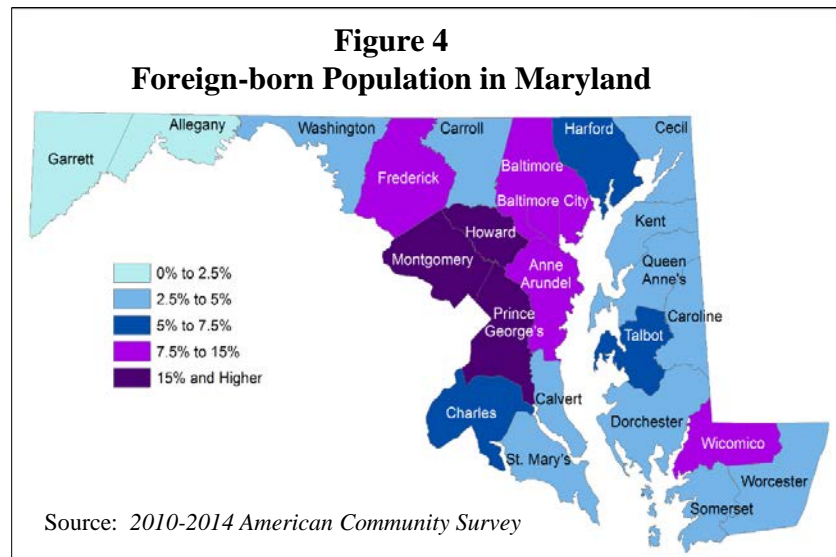 Figure 4
Foreign-born Population in Maryland
Garrett
Allegany
Washington
Frederick
Carroll
Baltimore
Baltimore City
Harford
Cecil
Kent
Queen
Anne's
Caroline
Talbot
Howard
Montgomery
Anne
Arundel
Prince
George's
Calvert
Charles
St. Mary's
Dorchester
Wicomico
Worcester
Somerset
0% to 2.5%
2.5% to 5%
5% to 7.5%
7.5% to 15%
15% and Higher
Source: 2010-2014 American Community Survey